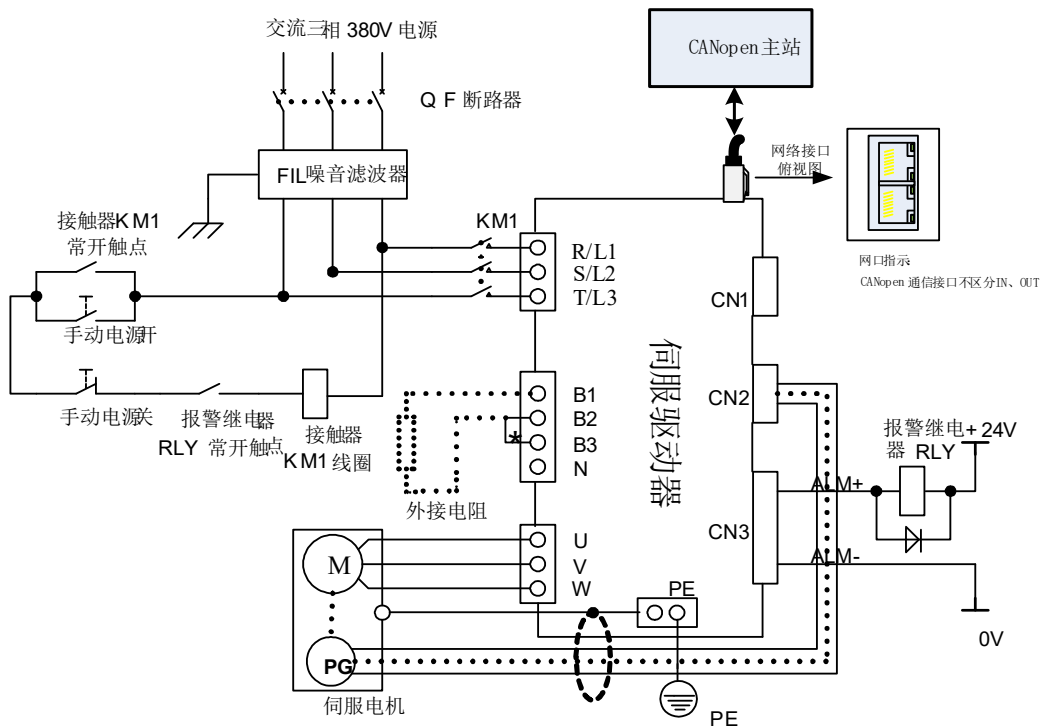 交流三相 380V 电源
CANopen主站
QF 断路器
网络接口
俯视图
FIL噪音滤波器
接触器KM1
常开触点
KM1
R/L1
S/L2
T/L3
网口指示
CANopen 通信接口不区分IN、OUT
CN1
手动电源开
伺服驱动器
B1
CN2
B2
手动电源关
报警继电器
RLY 常开触点
接触器
KM1线圈
B3
N
报警继电器 RLY
+24V
外接电阻
ALM+
CN3
U
M
V
ALM-
W
PE
0V
PG
伺服电机
PE